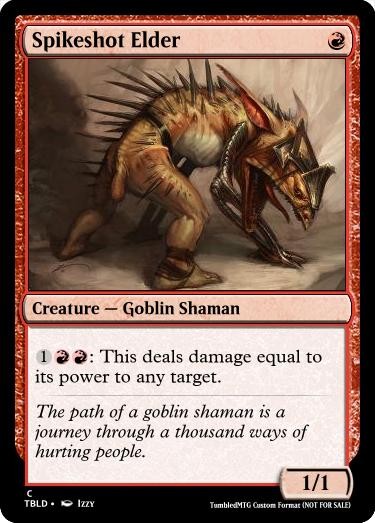 Spikeshot Elder
Creature — Goblin Shaman
1: This deals damage equal to
its power to any target.
The path of a goblin shaman is a
journey through a thousand ways of
hurting people.
1/1
C
TBLD • Izzy
TumbledMTG Custom Format (NOT FOR SALE)